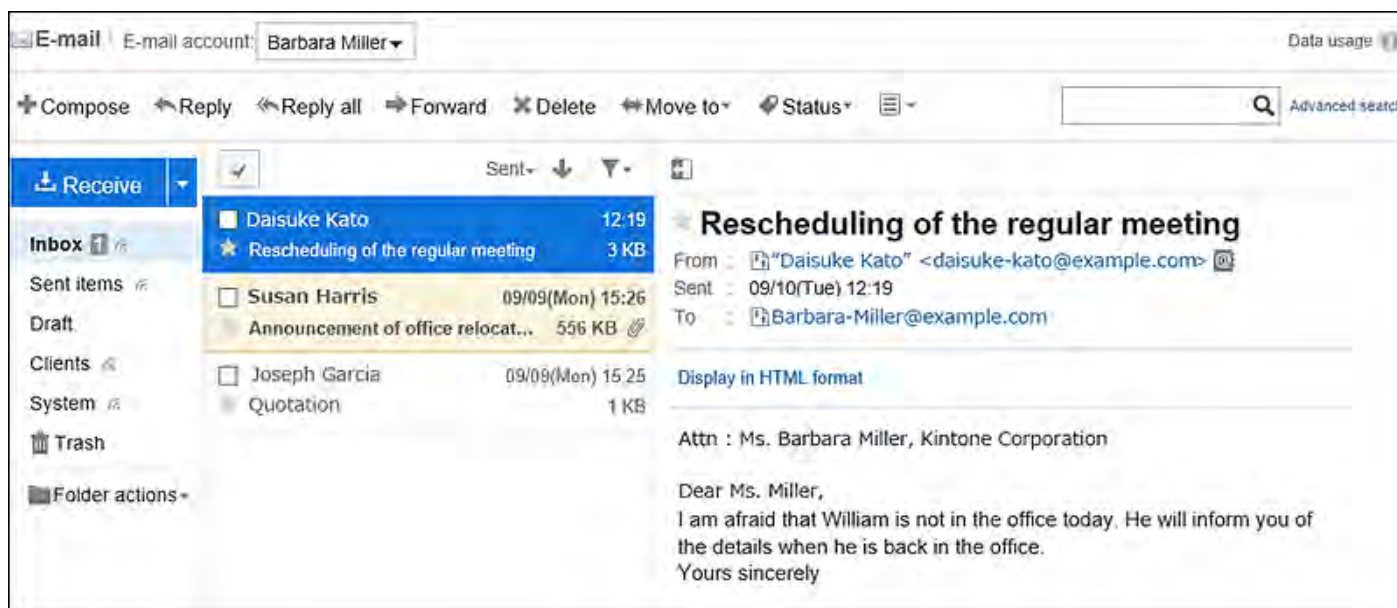 E-mail E-mail account: Barbara Miller Data usage
Compose Reply Reply all Forward Delete Move to Status Advanced search
Receive
Inbox 1
Sent items
Draft
Clients
System
Trash
Folder actions
Sent
Daisuke Kato 12:19
Rescheduling of the regular meeting 3 KB
Susan Harris 09/09(Mon) 15:26
Announcement of office relocat... 556 KB
Joseph Garcia 09/09(Mon) 15:25
Quotation 1 KB
Rescheduling of the regular meeting
From : "Daisuke Kato" <daisuke-kato@example.com>
Sent : 09/10(Tue) 12:19
To : Barbara-Miller@example.com
Display in HTML format
Attn : Ms. Barbara Miller, Kintone Corporation
Dear Ms. Miller,
I am afraid that William is not in the office today. He will inform you of
the details when he is back in the office.
Yours sincerely